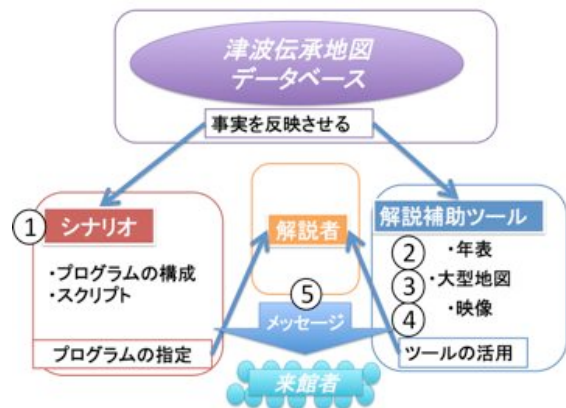 津波伝承地図
データベース
事実を反映させる
① シナリオ
・プログラムの構成
・スクリプト
プログラムの指定
解説者
解説補助ツール
② ・年表
③ ・大型地図
④ ・映像
ツールの活用
⑤
メッセージ
来館者